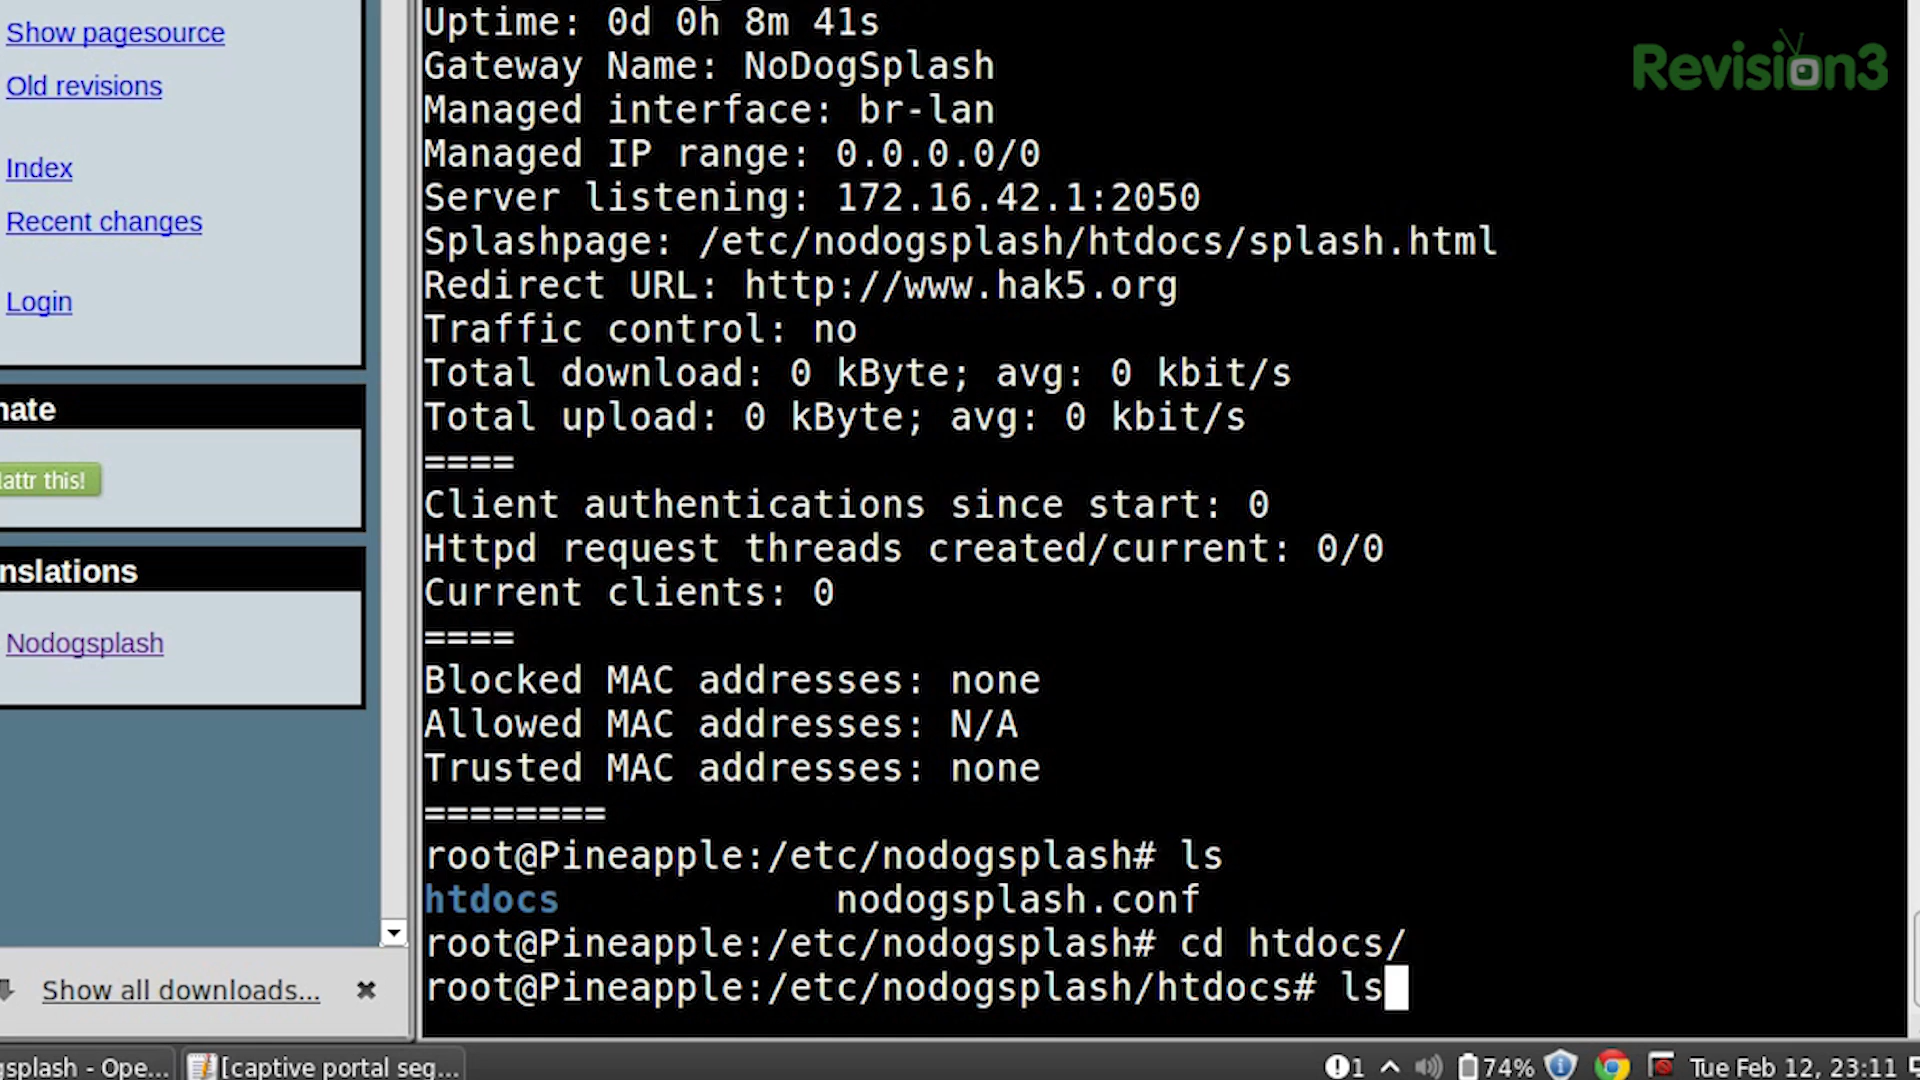 Show pagesource
Old revisions
Index
Recent changes
Login
nate
lattr this!
nslations
Nodogsplash
Show all downloads...
Uptime: 0d 0h 8m 41s
Gateway Name: NoDogSplash
Managed interface: br-lan
Managed IP range: 0.0.0.0/0
Server listening: 172.16.42.1:2050
Splashpage: /etc/nodogsplash/htdocs/splash.html
Redirect URL: http://www.hak5.org
Traffic control: no
Total download: 0 kByte; avg: 0 kbit/s
Total upload: 0 kByte; avg: 0 kbit/s
====
Client authentications since start: 0
Httpd request threads created/current: 0/0
Current clients: 0
====
Blocked MAC addresses: none
Allowed MAC addresses: N/A
Trusted MAC addresses: none
========
root@Pineapple:/etc/nodogsplash# ls
htdocs nodogsplash.conf
root@Pineapple:/etc/nodogsplash# cd htdocs/
root@Pineapple:/etc/nodogsplash/htdocs# ls
Revision3
gsplash - Ope... [captive portal seg... 1 74% Tue Feb 12, 23:11